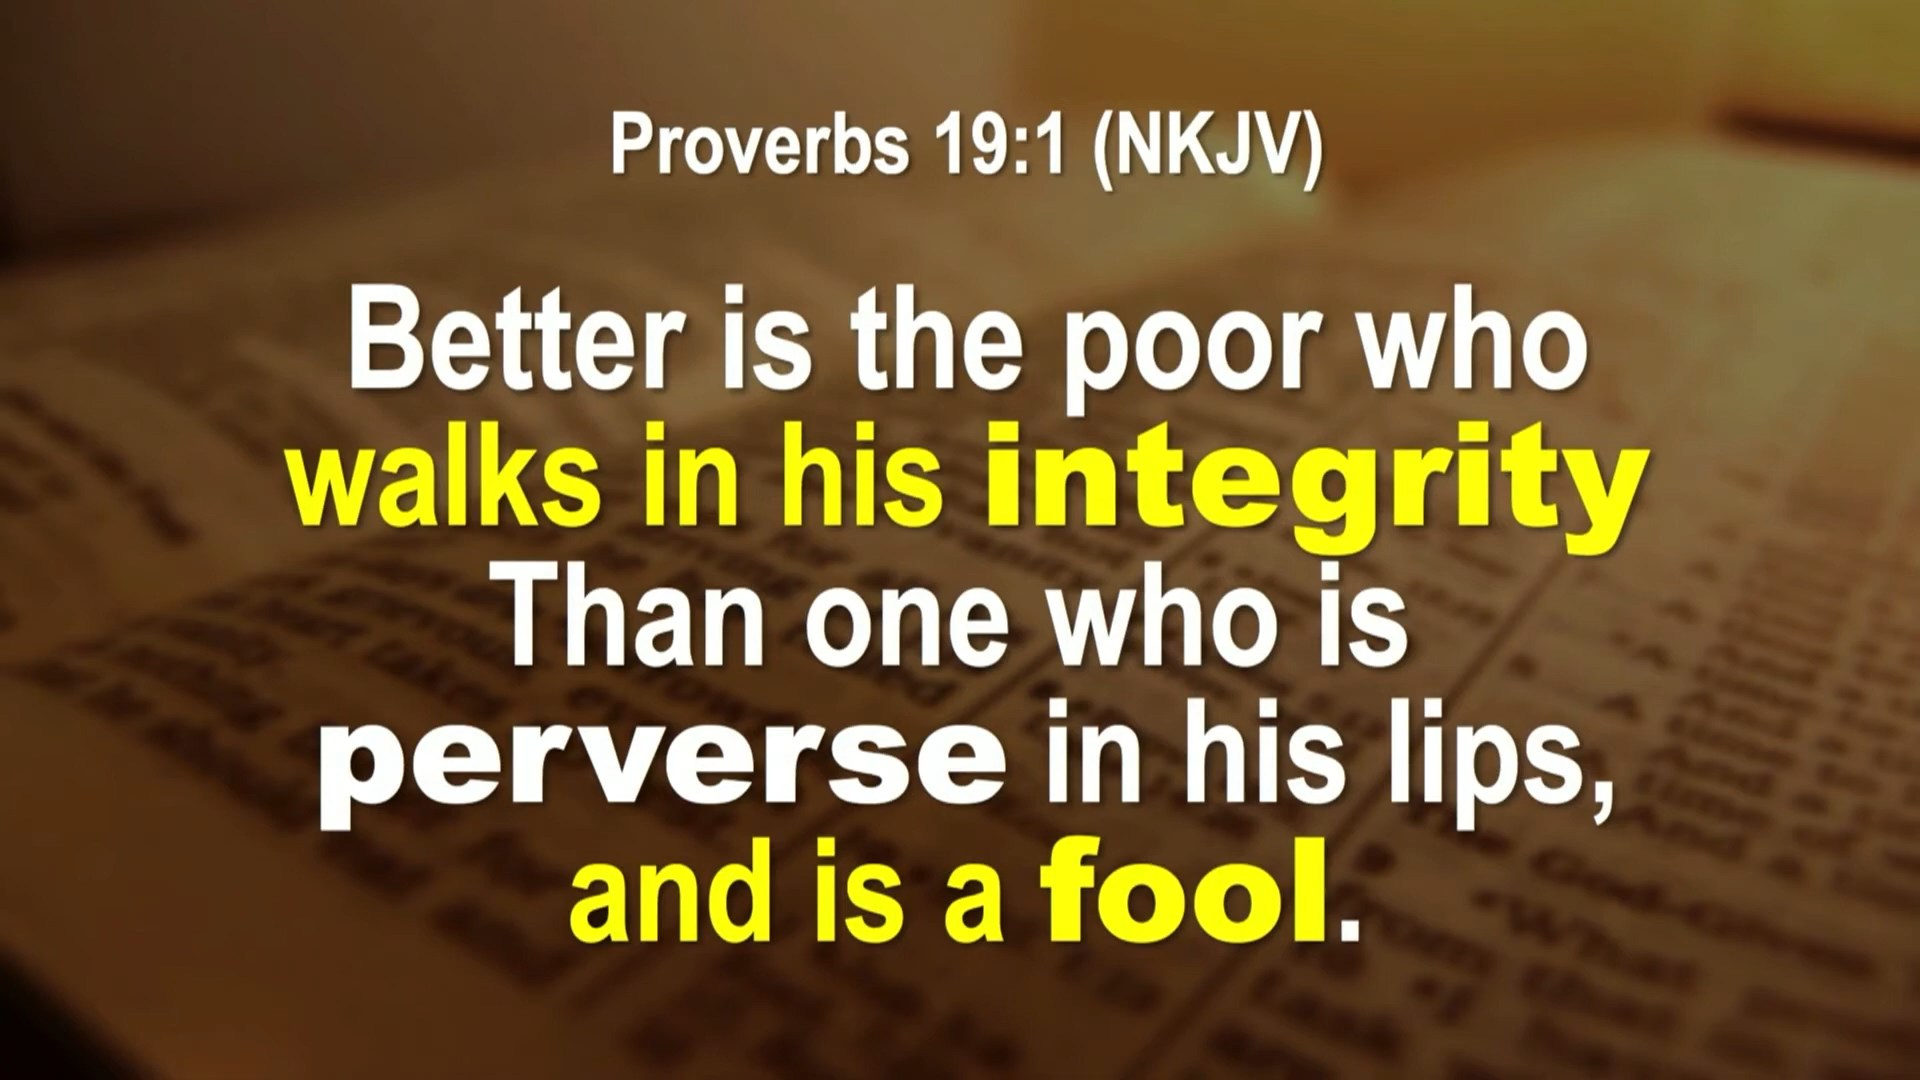 Proverbs 19:1 (NKJV)
Better is the poor who
walks in his integrity
Than one who is
perverse in his lips,
and is a fool.